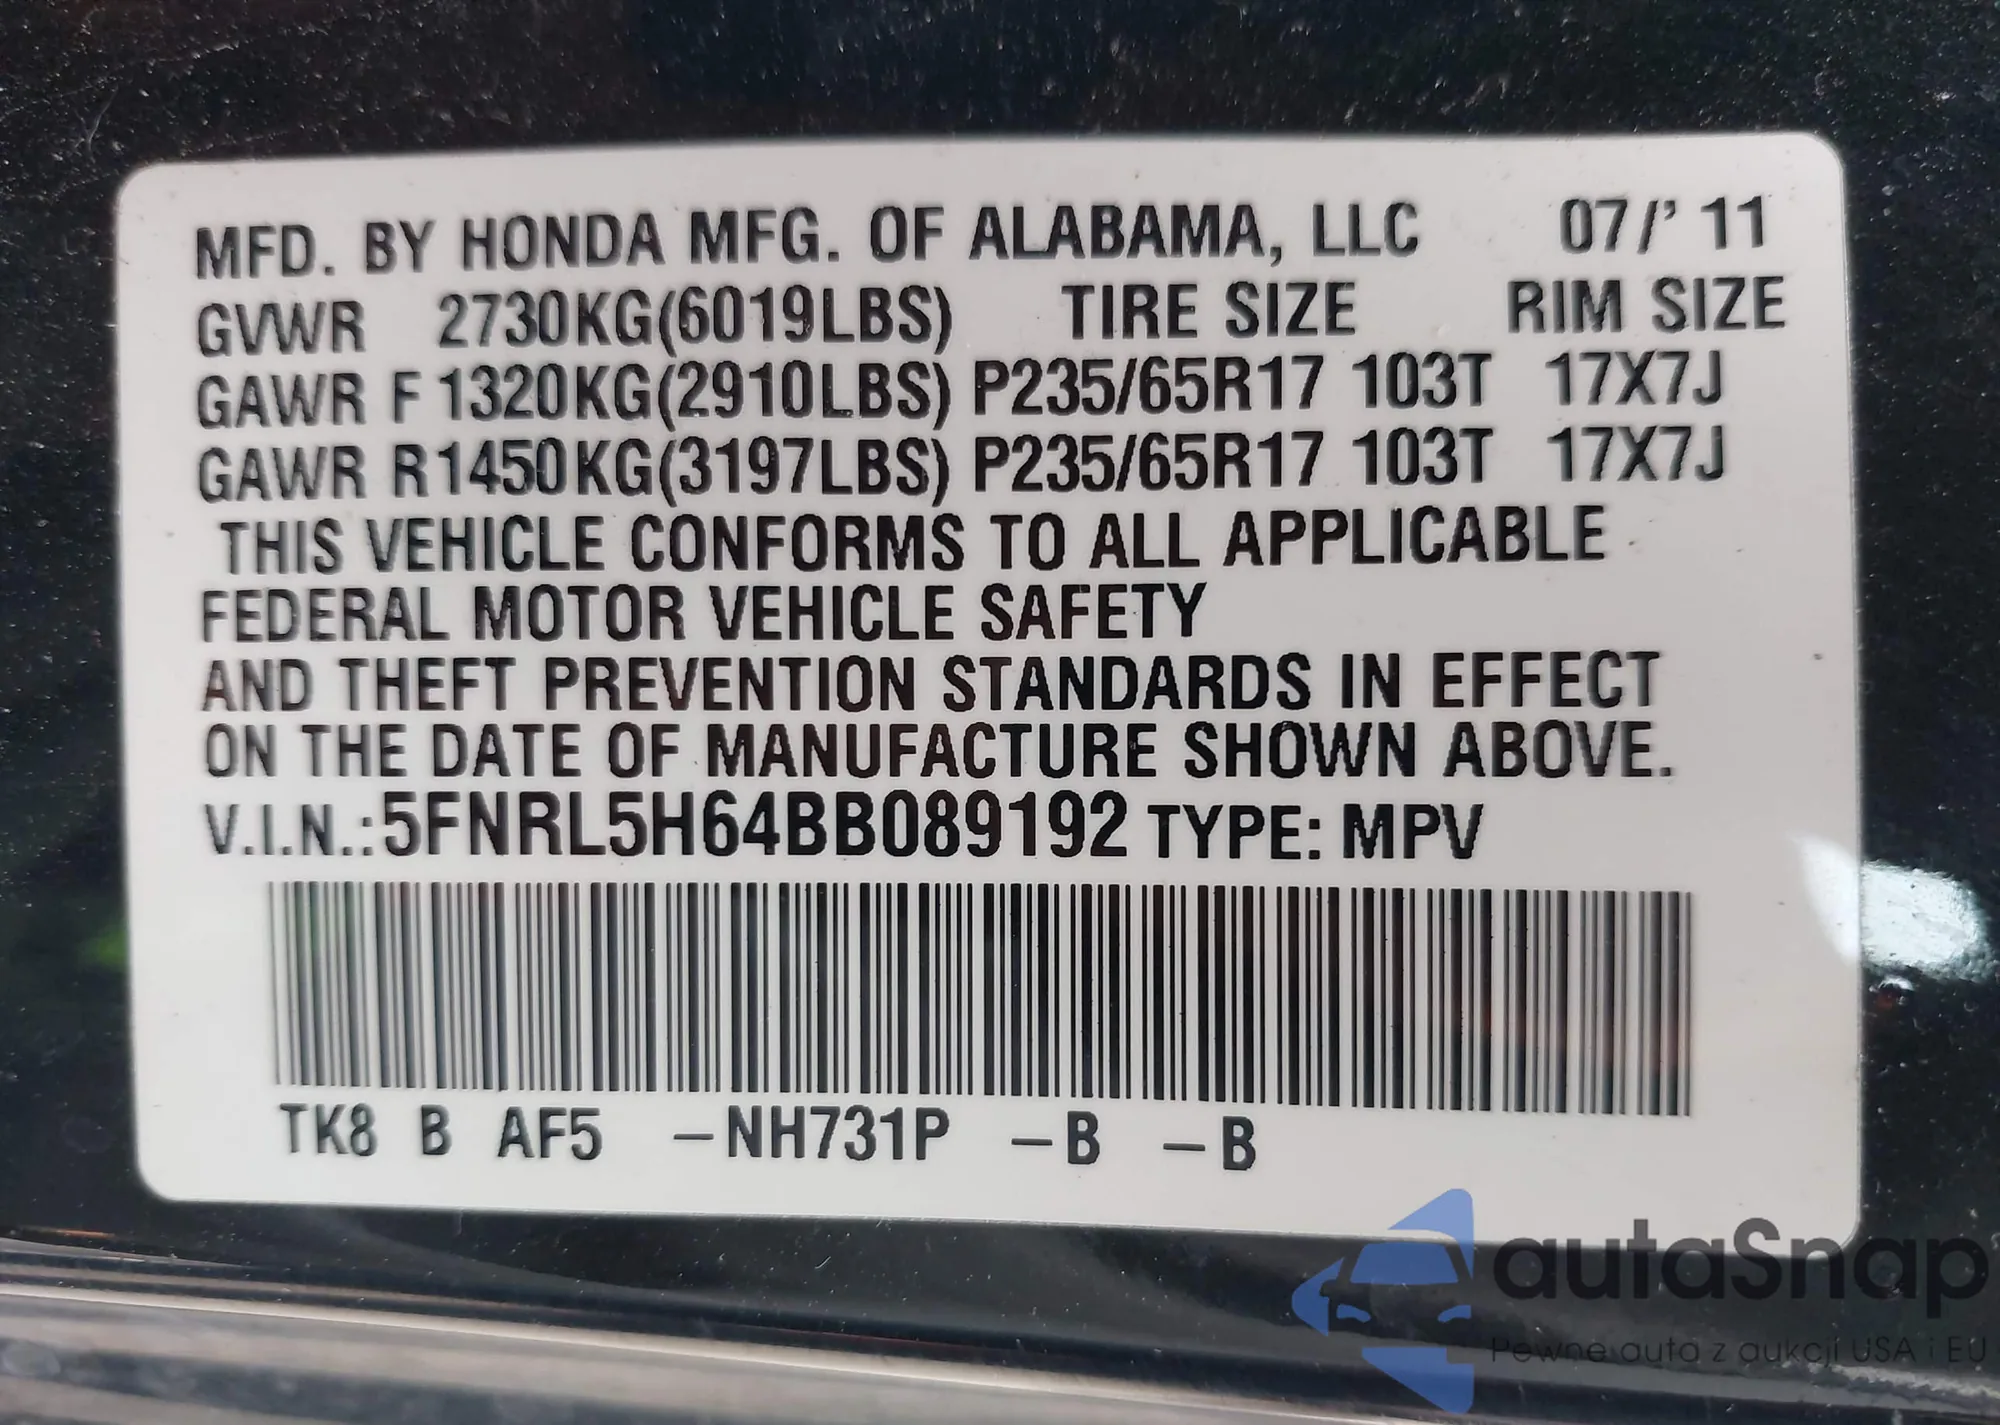 MFD. BY HONDA MFG. OF ALABAMA, LLC 07/'11
GVWR 2730KG(6019LBS) TIRE SIZE RIM SIZE
GAWR F 1320KG(2910LBS) P235/65R17 103T 17X7J
GAWR R1450KG(3197LBS) P235/65R17 103T 17X7J
THIS VEHICLE CONFORMS TO ALL APPLICABLE
FEDERAL MOTOR VEHICLE SAFETY
AND THEFT PREVENTION STANDARDS IN EFFECT
ON THE DATE OF MANUFACTURE SHOWN ABOVE.
V.I.N.:5FNRL5H64BB089192 TYPE: MPV
TK8 B AF5 -NH731P -B -B
autaSnap
Pewne auta z aukcji USA i EU